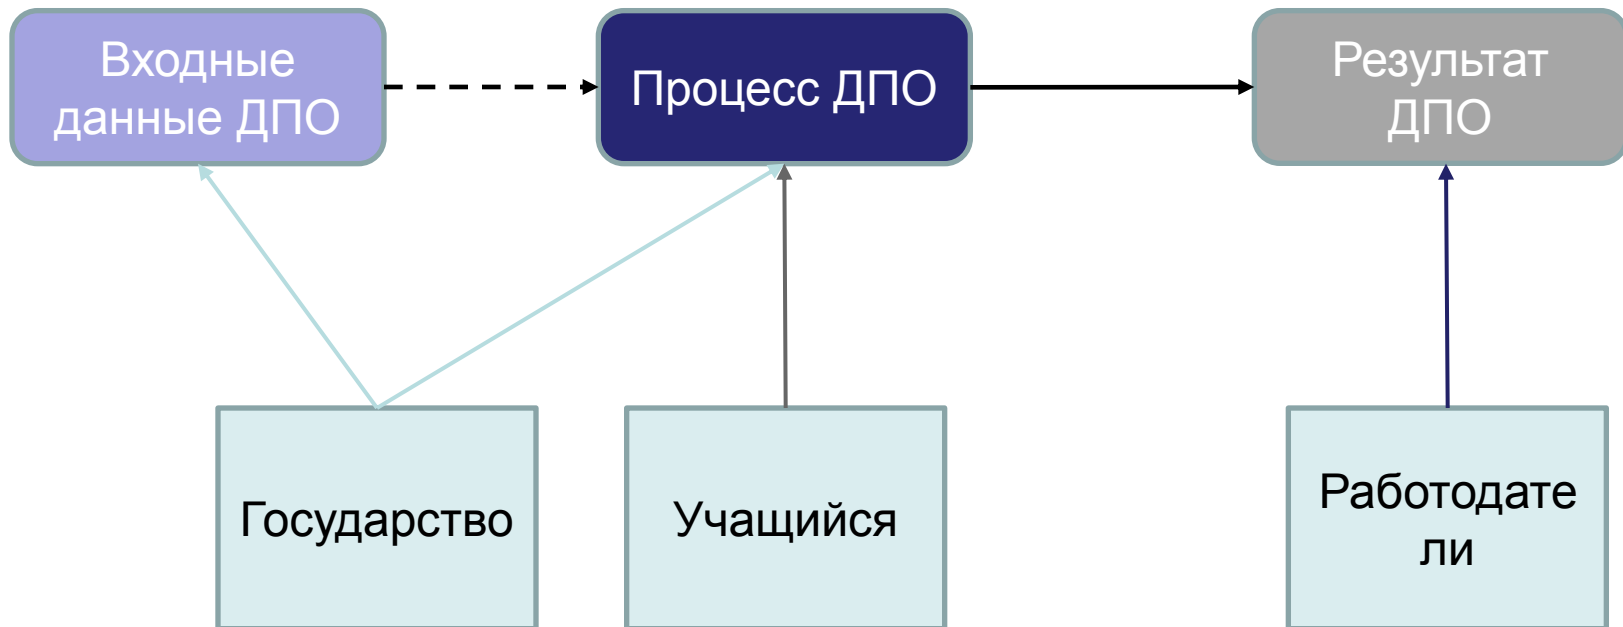 Входные
данные ДПО
Процесс ДПО
Результат
ДПО
Государство
Учащийся
Работодате
ли